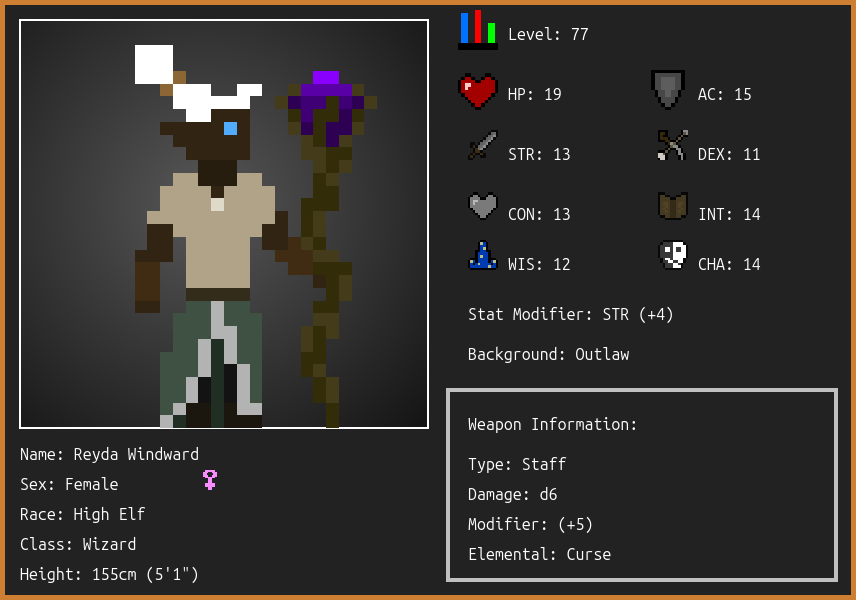 Level: 77
HP: 19
AC: 15
STR: 13
DEX: 11
CON: 13
INT: 14
WIS: 12
CHA: 14
Stat Modifier: STR (+4)
Background: Outlaw
Weapon Information:
Type: Staff
Damage: d6
Modifier: (+5)
Elemental: Curse
Name: Reyda Windward
Sex: Female
Race: High Elf
Class: Wizard
Height: 155cm (5'1")